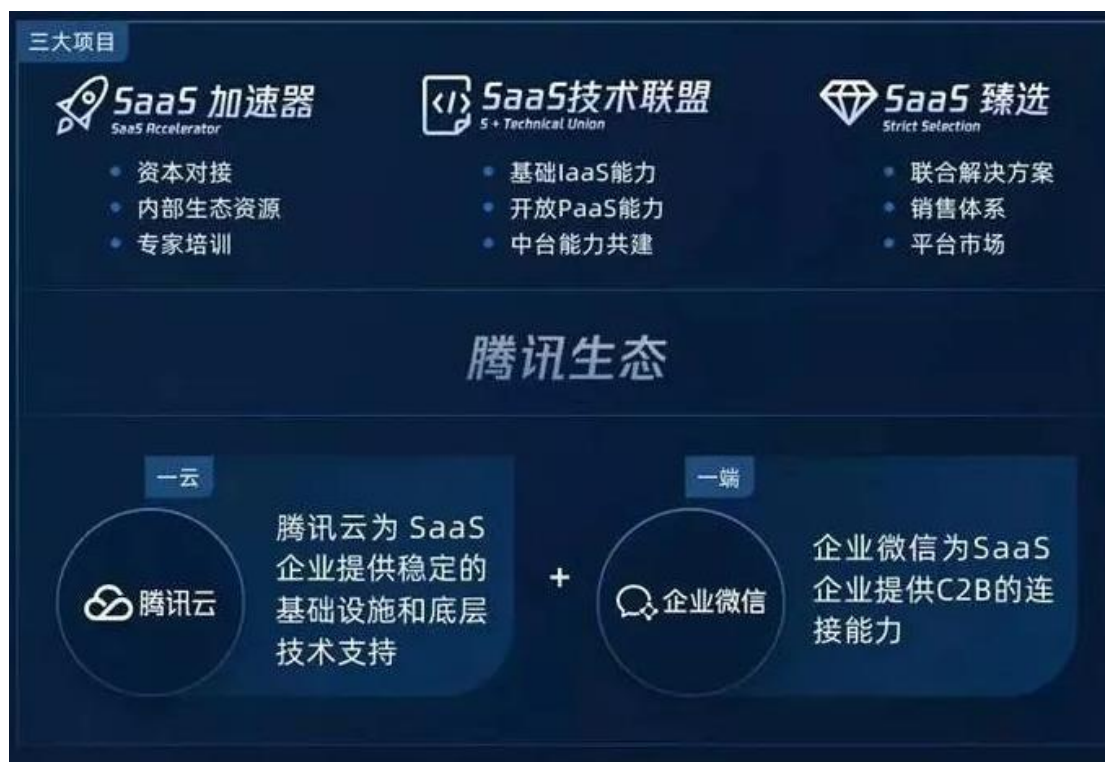 三大项目
SaaS 加速器
SaaS Accelerator
资本对接
内部生态资源
专家培训
SaaS技术联盟
S + Technical Union
基础IaaS能力
开放PaaS能力
中台能力共建
SaaS 臻选
Strict Selection
联合解决方案
销售体系
平台市场
腾讯生态
一云
腾讯云
腾讯云为 SaaS
企业提供稳定的
基础设施和底层
技术支持
+
一端
企业微信
企业微信为SaaS
企业提供C2B的连
接能力